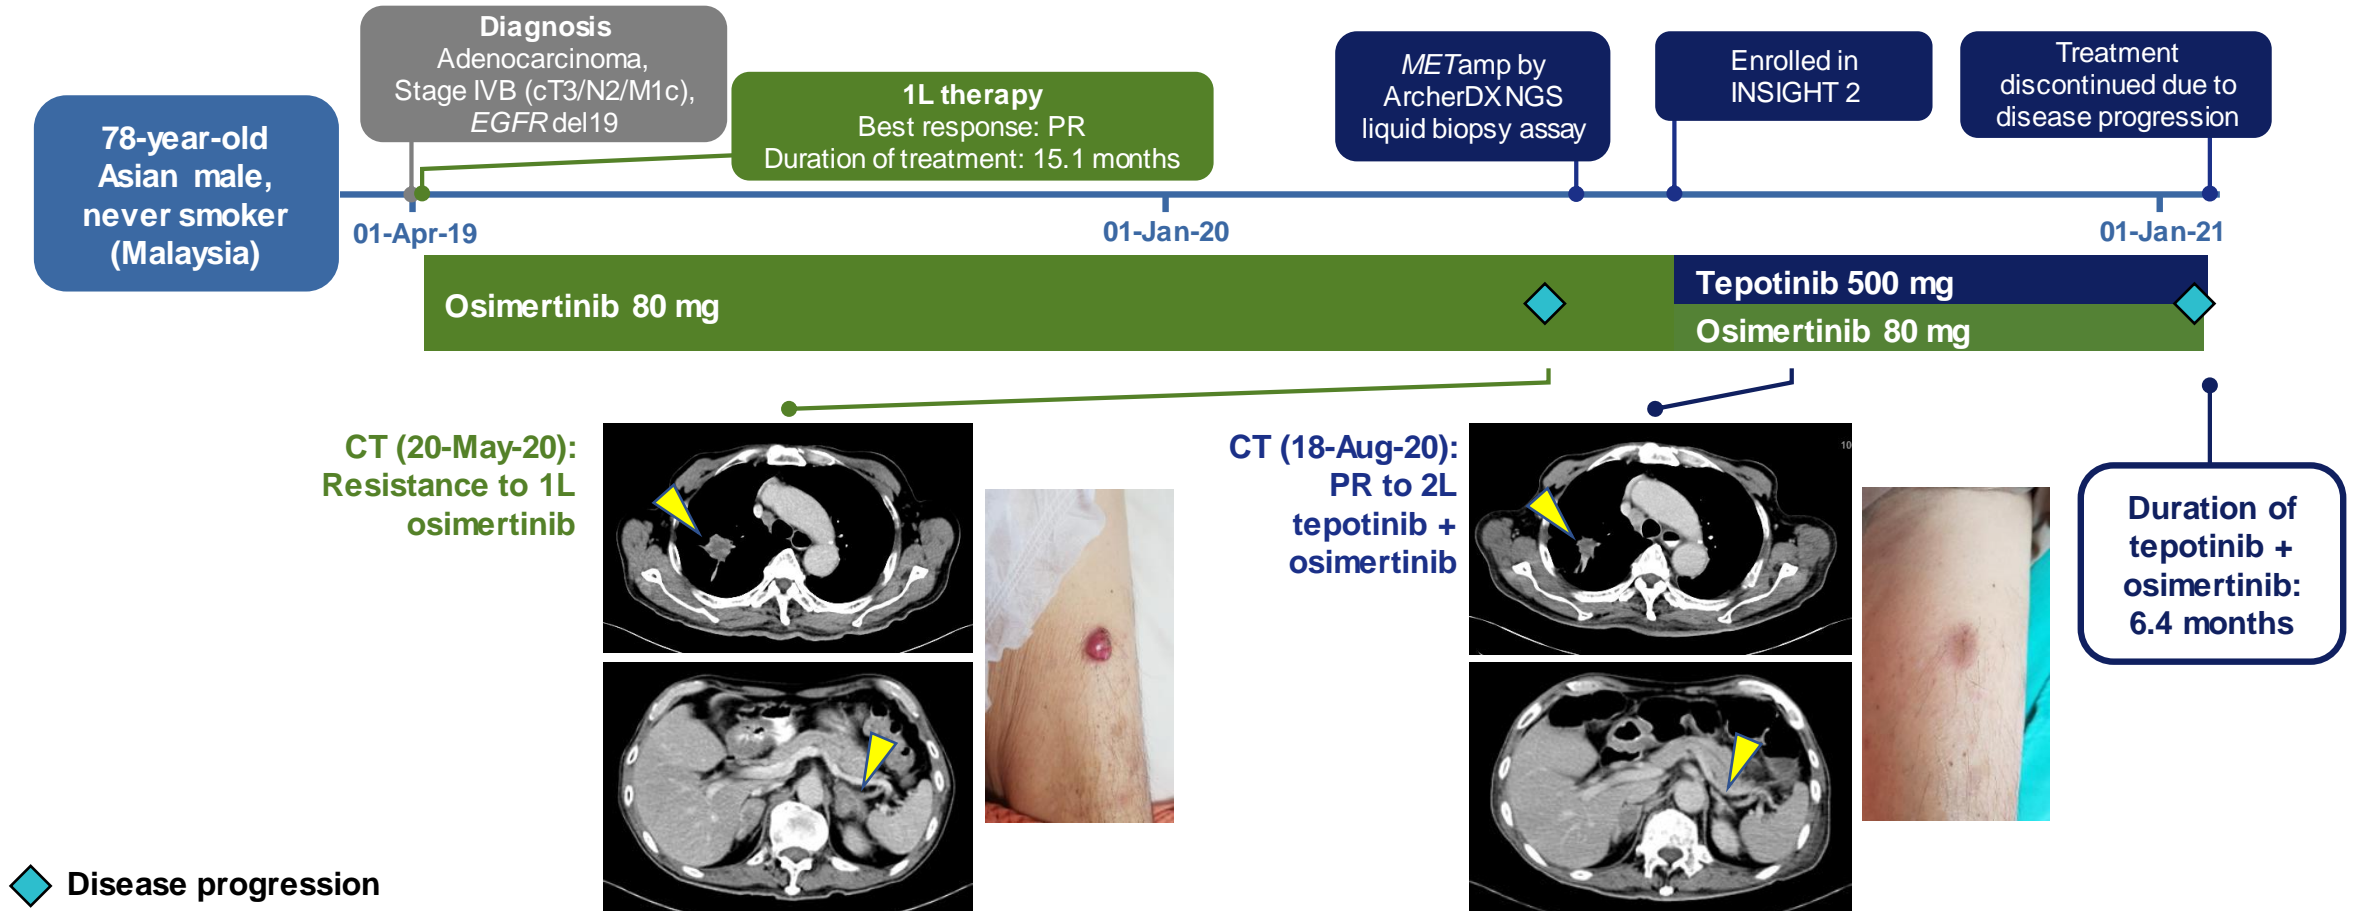 Diagnosis
Adenocarcinoma,
Stage IVB (cT3/N2/M1c),
EGFR del19
1L therapy
Best response: PR
Duration of treatment: 15.1 months
METamp by
ArcherDX NGS
liquid biopsy assay
Enrolled in
INSIGHT 2
Treatment
discontinued due to
disease progression
78-year-old
Asian male,
never smoker
(Malaysia)
01-Apr-19
01-Jan-20
01-Jan-21
Osimertinib 80 mg
Tepotinib 500 mg
Osimertinib 80 mg
CT (20-May-20):
Resistance to 1L
osimertinib
CT (18-Aug-20):
PR to 2L
tepotinib +
osimertinib
10
Duration of
tepotinib +
osimertinib:
6.4 months
Disease progression